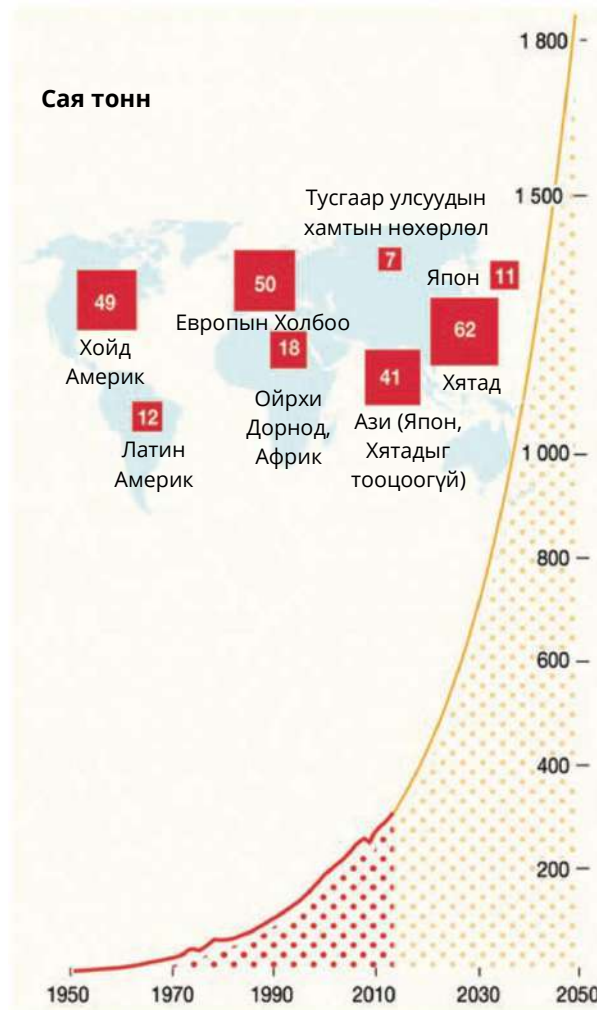 1 800
Сая тонн
1 500
Тусгаар улсуудын
хамтын нөхөрлөл
7
Япон
11
49
50
62
Европын Холбоо
Хойд
Америк
18
41
Хятад
Ойрхи
Дорнод,
Африк
Ази (Япон,
Хятадыг
тооцоогүй)
12
Латин
Америк
1 000
800
600
400
200
1950
1970
1990
2010
2030
2050